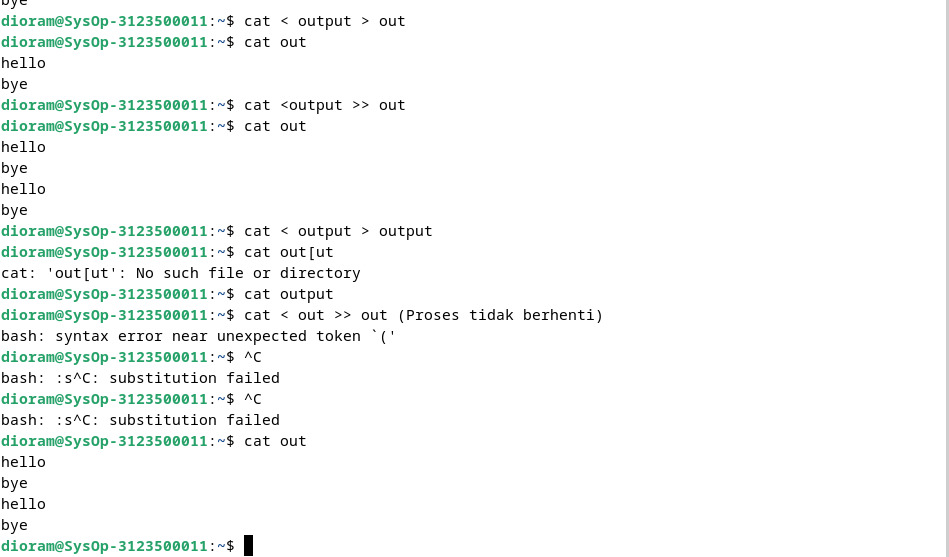 bye
dioram@SysOp-3123500011:~$ cat < output > out
dioram@SysOp-3123500011:~$ cat out
hello
bye
dioram@SysOp-3123500011:~$ cat <output >> out
dioram@SysOp-3123500011:~$ cat out
hello
bye
hello
bye
dioram@SysOp-3123500011:~$ cat < output > output
dioram@SysOp-3123500011:~$ cat out[ut
cat: 'out[ut': No such file or directory
dioram@SysOp-3123500011:~$ cat output
dioram@SysOp-3123500011:~$ cat < out >> out (Proses tidak berhenti)
bash: syntax error near unexpected token `('
dioram@SysOp-3123500011:~$ ^C
bash: :s^C: substitution failed
dioram@SysOp-3123500011:~$ ^C
bash: :s^C: substitution failed
dioram@SysOp-3123500011:~$ cat out
hello
bye
hello
bye
dioram@SysOp-3123500011:~$